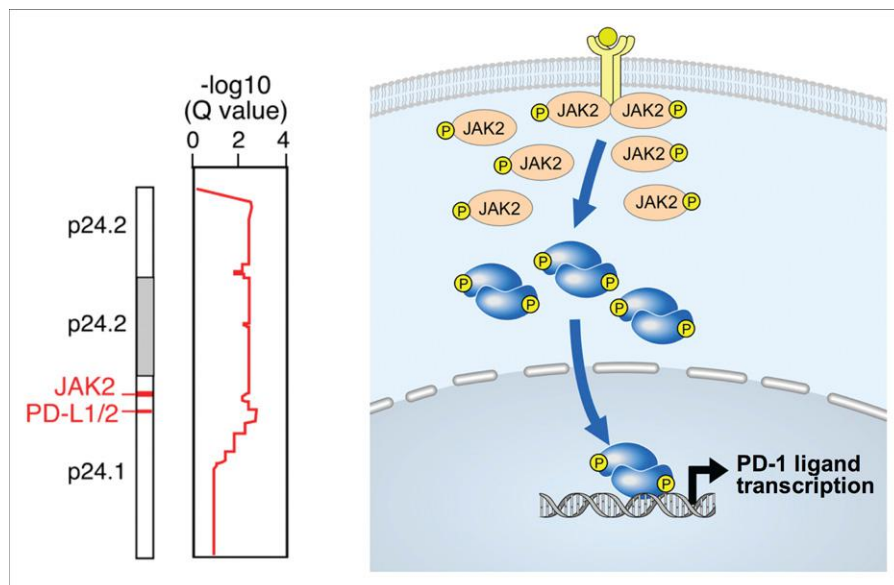 -log10
(Q value)
0 2 4
p24.2
p24.2
JAK2
PD-L1/2
p24.1
P JAK2
P JAK2
JAK2 P
P JAK2
JAK2 P
P JAK2
JAK2 P
P
P
P
P
P
P
P
P
PD-1 ligand
transcription